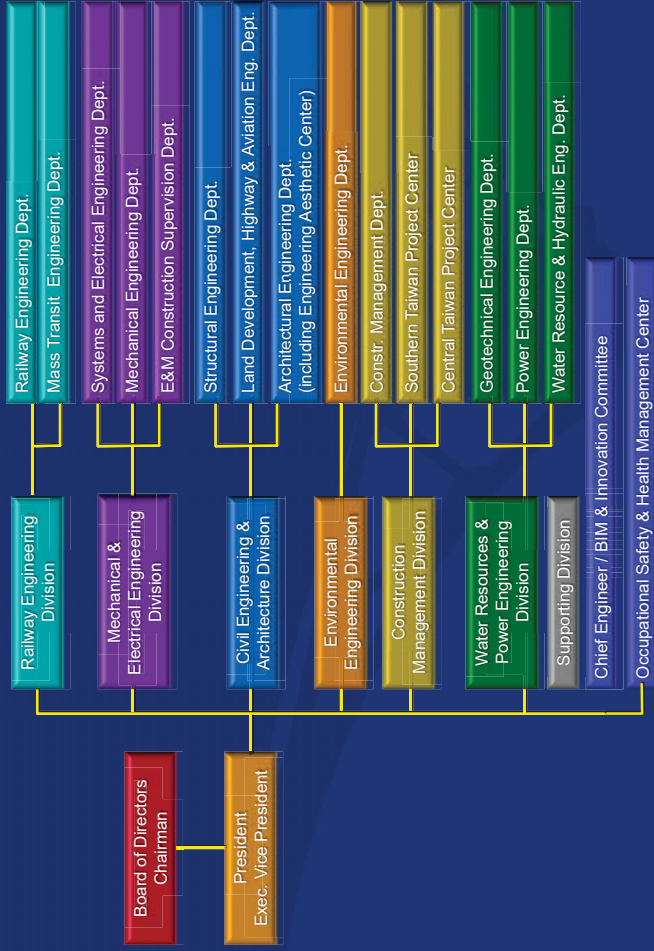 Board of Directors
Chairman
President
Exec. Vice President
Railway Engineering
Division
Railway Engineering Dept.
Mass Transit Engineering Dept.
Mechanical &
Electrical Engineering
Division
Systems and Electrical Engineering Dept.
Mechanical Engineering Dept.
E&M Construction Supervision Dept.
Civil Engineering &
Architecture Division
Structural Engineering Dept.
Land Development, Highway & Aviation Eng. Dept.
Architectural Engineering Dept.
(including Engineering Aesthetic Center)
Environmental
Engineering Division
Environmental Engineering Dept.
Construction
Management Division
Constr. Management Dept.
Southern Taiwan Project Center
Central Taiwan Project Center
Water Resources &
Power Engineering
Division
Geotechnical Engineering Dept.
Power Engineering Dept.
Water Resource & Hydraulic Eng. Dept.
Supporting Division
Chief Engineer / BIM & Innovation Committee
Occupational Safety & Health Management Center